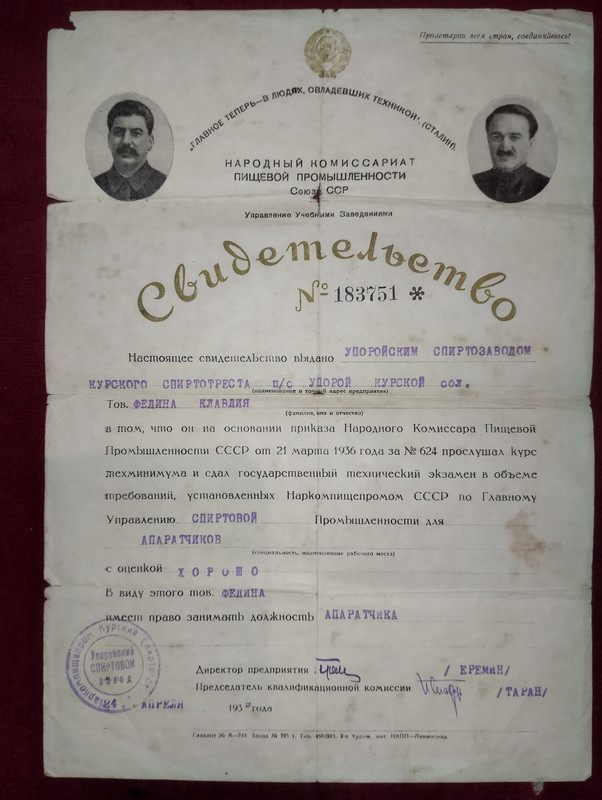 Пролетарии всех стран, соединяйтесь!
„ГЛАВНОЕ ТЕПЕРЬ—В ЛЮДЯХ, ОВЛАДЕВШИХ ТЕХНИКОЙ"-(СТАЛИН).
НАРОДНЫЙ КОМИССАРИАТ
ПИЩЕВОЙ ПРОМЫШЛЕННОСТИ
Союза ССР
Управление Учебными Заведениями
Свидетельство
№ 183751 *
Настоящее свидетельство выдано УПОРОЙСКИМ СПИРТОЗАВОДОМ
КУРСКОГО СПИРТОТРЕСТА п/с УПОРОЙ КУРСКОЙ обл.
(наименование и точный адрес предприятия)
Тов. ФЕДИНА КЛАВДИЯ
(фамилия, имя и отчество)
в том, что он на основании приказа Народного Комиссара Пищевой
Промышленности СССР от 21 марта 1936 года за № 624 прослушал курс
техминимума и сдал государственный технический экзамен в объеме
требований, установленных Наркомпищепромом СССР по Главному
Управлению СПИРТОВОЙ Промышленности для
АПАРАТЧИКОВ
(специальность, наименование рабочего места)
с оценкой ХОРОШО
В виду этого тов. ФЕДИНА
имеет право занимать должность АПАРАТЧИКА
Наркомпищепром Курский Спиртотрест
СПИРТОВОЙ
Директор предприятия /ЕРЕМИН/
Председатель квалификационной комиссии /ТАРАН/
24 АПРЕЛЯ 193 года